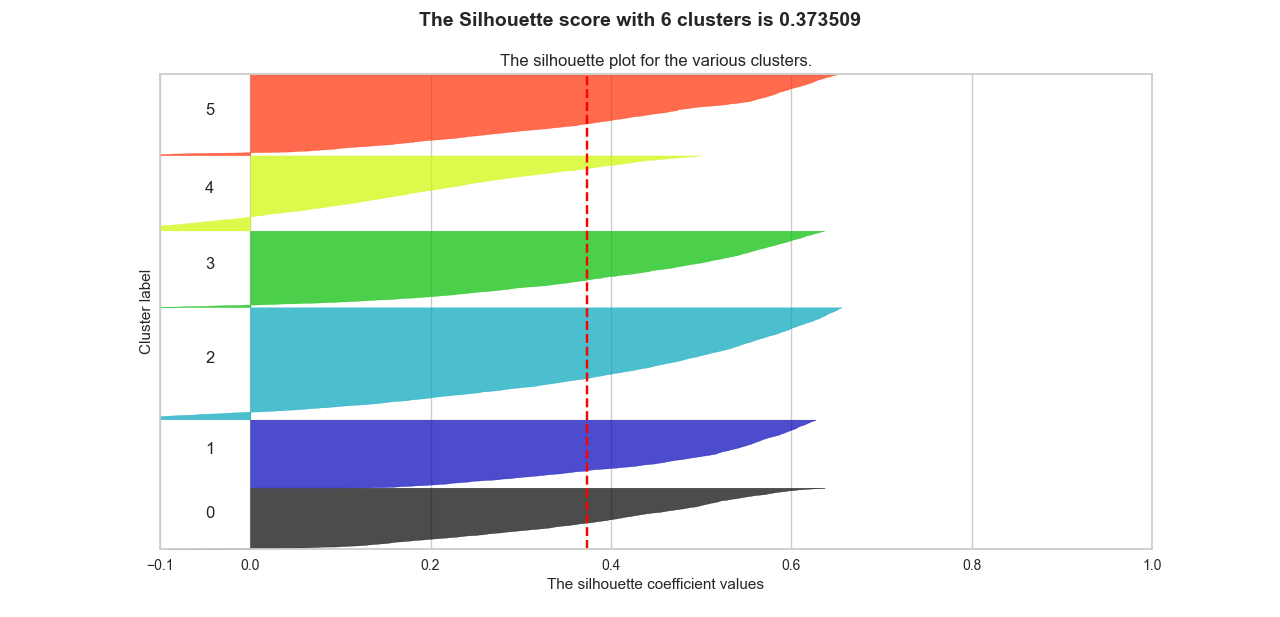 The Silhouette score with 6 clusters is 0.373509
The silhouette plot for the various clusters.
5
4
3
2
1
0
Cluster label
−0.1 0.0 0.2 0.4 0.6 0.8 1.0
The silhouette coefficient values